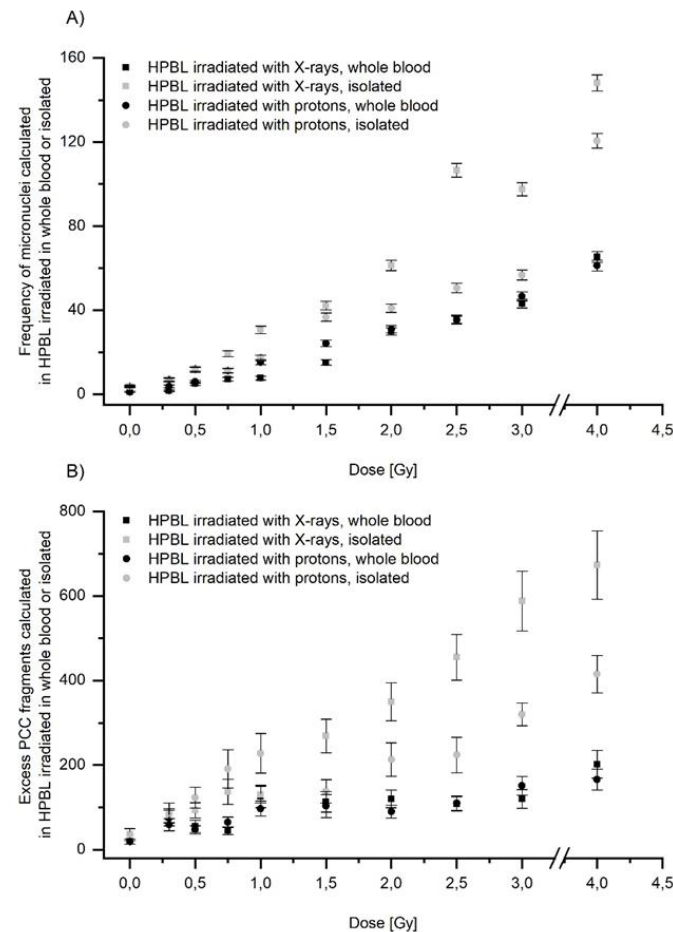 A)
160
120
80
40
0
Frequency of micronuclei calculated
in HPBL irradiated in whole blood or isolated
HPBL irradiated with X-rays, whole blood
HPBL irradiated with X-rays, isolated
HPBL irradiated with protons, whole blood
HPBL irradiated with protons, isolated
0,0 0,5 1,0 1,5 2,0 2,5 3,0 4,0 4,5
Dose [Gy]
B)
800
600
400
200
0
Excess PCC fragments calculated
in HPBL irradiated in whole blood or isolated
HPBL irradiated with X-rays, whole blood
HPBL irradiated with X-rays, isolated
HPBL irradiated with protons, whole blood
HPBL irradiated with protons, isolated
0,0 0,5 1,0 1,5 2,0 2,5 3,0 4,0 4,5
Dose [Gy]